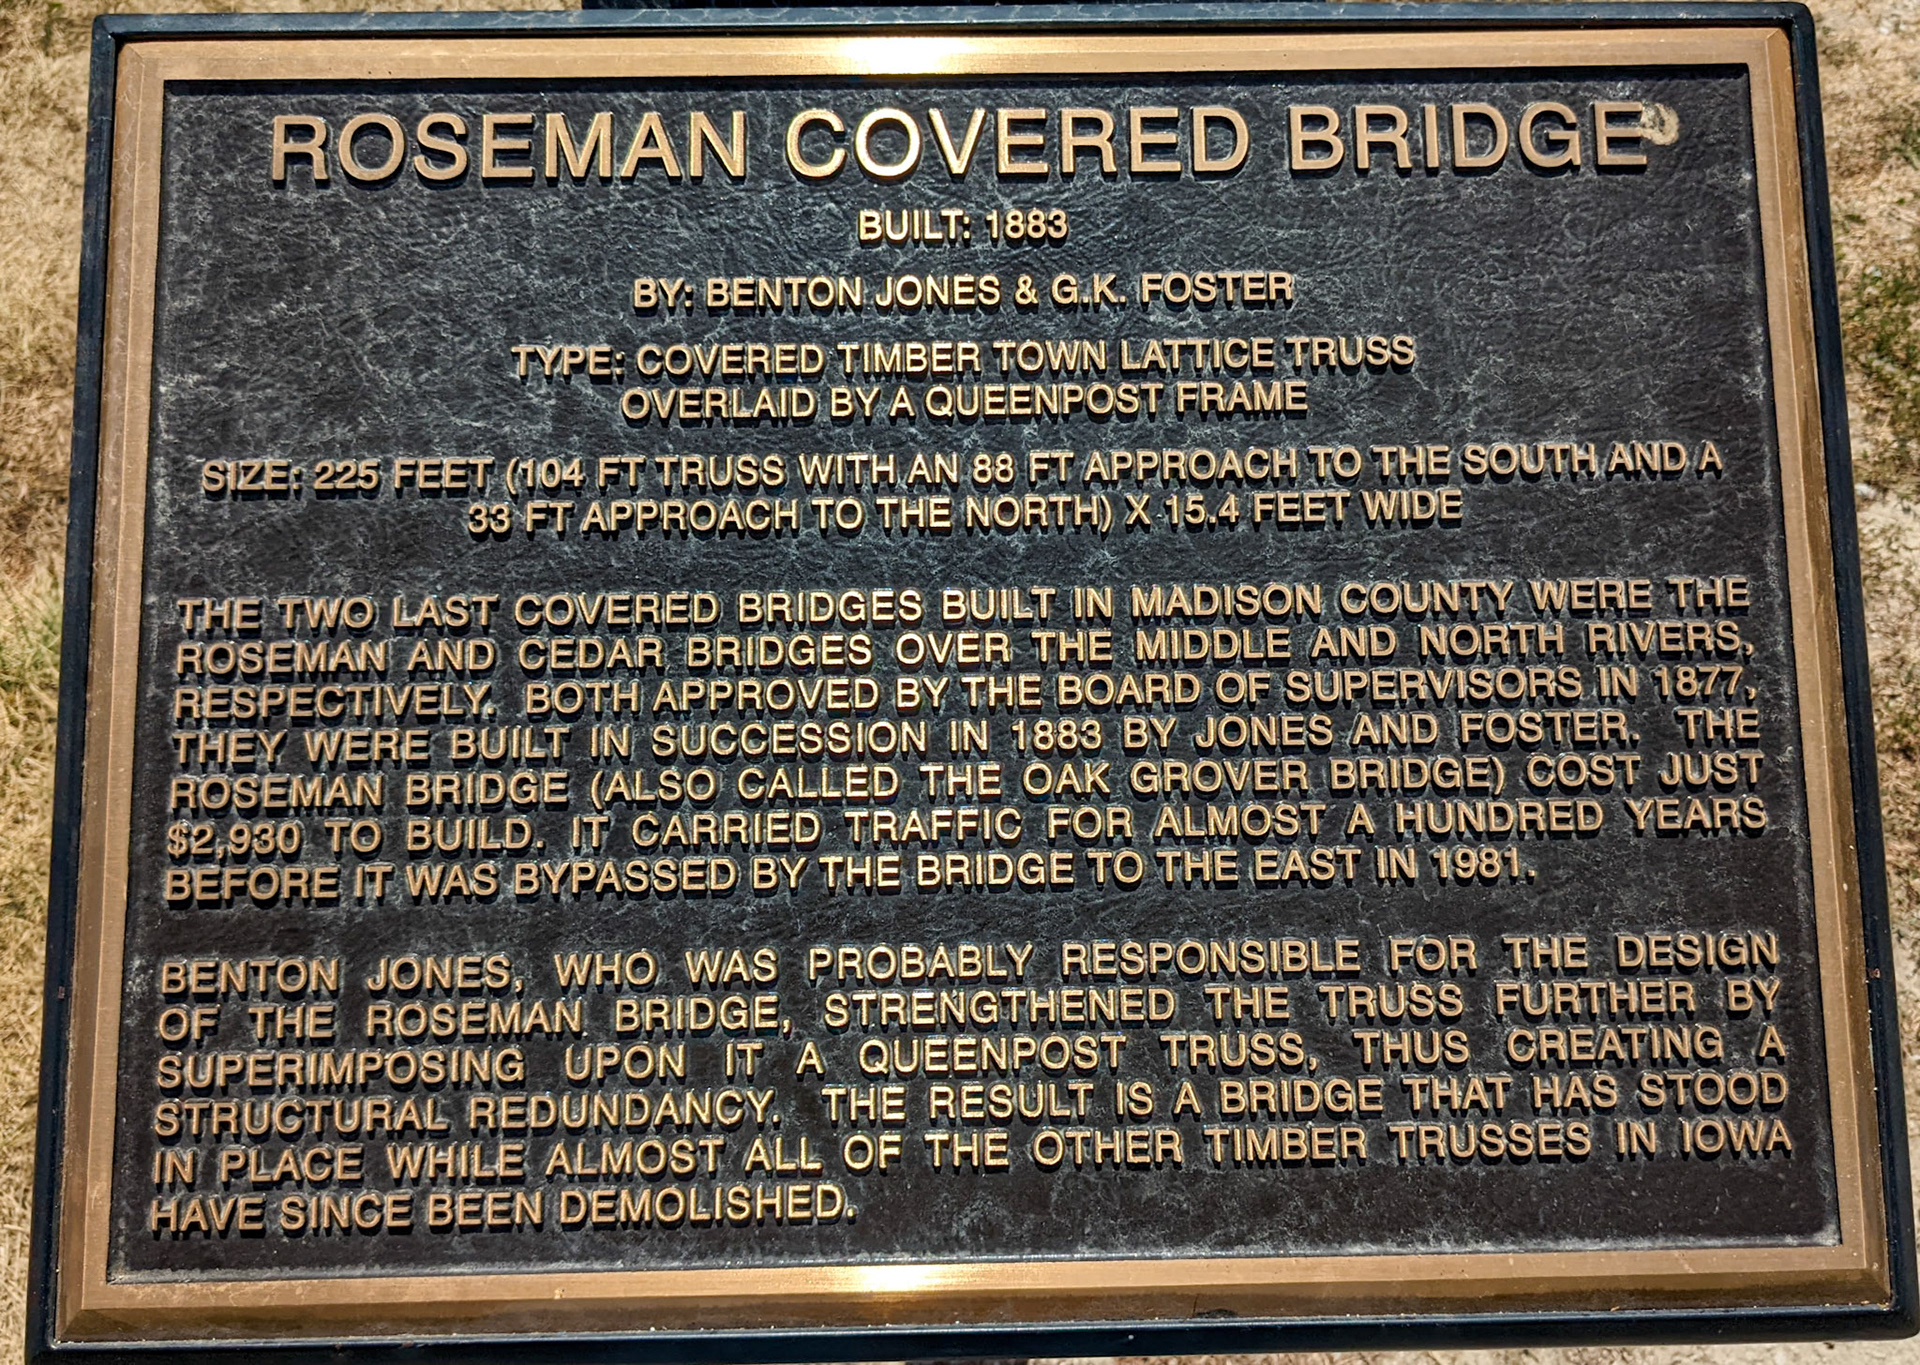 ROSEMAN COVERED BRIDGE
BUILT: 1883
BY: BENTON JONES & G.K. FOSTER
TYPE: COVERED TIMBER TOWN LATTICE TRUSS
OVERLAID BY A QUEENPOST FRAME
SIZE: 225 FEET (104 FT TRUSS WITH AN 88 FT APPROACH TO THE SOUTH AND A
33 FT APPROACH TO THE NORTH) X 15.4 FEET WIDE
THE TWO LAST COVERED BRIDGES BUILT IN MADISON COUNTY WERE THE
ROSEMAN AND CEDAR BRIDGES OVER THE MIDDLE AND NORTH RIVERS,
RESPECTIVELY. BOTH APPROVED BY THE BOARD OF SUPERVISORS IN 1877,
THEY WERE BUILT IN SUCCESSION IN 1883 BY JONES AND FOSTER. THE
ROSEMAN BRIDGE (ALSO CALLED THE OAK GROVER BRIDGE) COST JUST
$2,930 TO BUILD. IT CARRIED TRAFFIC FOR ALMOST A HUNDRED YEARS
BEFORE IT WAS BYPASSED BY THE BRIDGE TO THE EAST IN 1981.
BENTON JONES, WHO WAS PROBABLY RESPONSIBLE FOR THE DESIGN
OF THE ROSEMAN BRIDGE, STRENGTHENED THE TRUSS FURTHER BY
SUPERIMPOSING UPON IT A QUEENPOST TRUSS, THUS CREATING A
STRUCTURAL REDUNDANCY. THE RESULT IS A BRIDGE THAT HAS STOOD
IN PLACE WHILE ALMOST ALL OF THE OTHER TIMBER TRUSSES IN IOWA
HAVE SINCE BEEN DEMOLISHED.